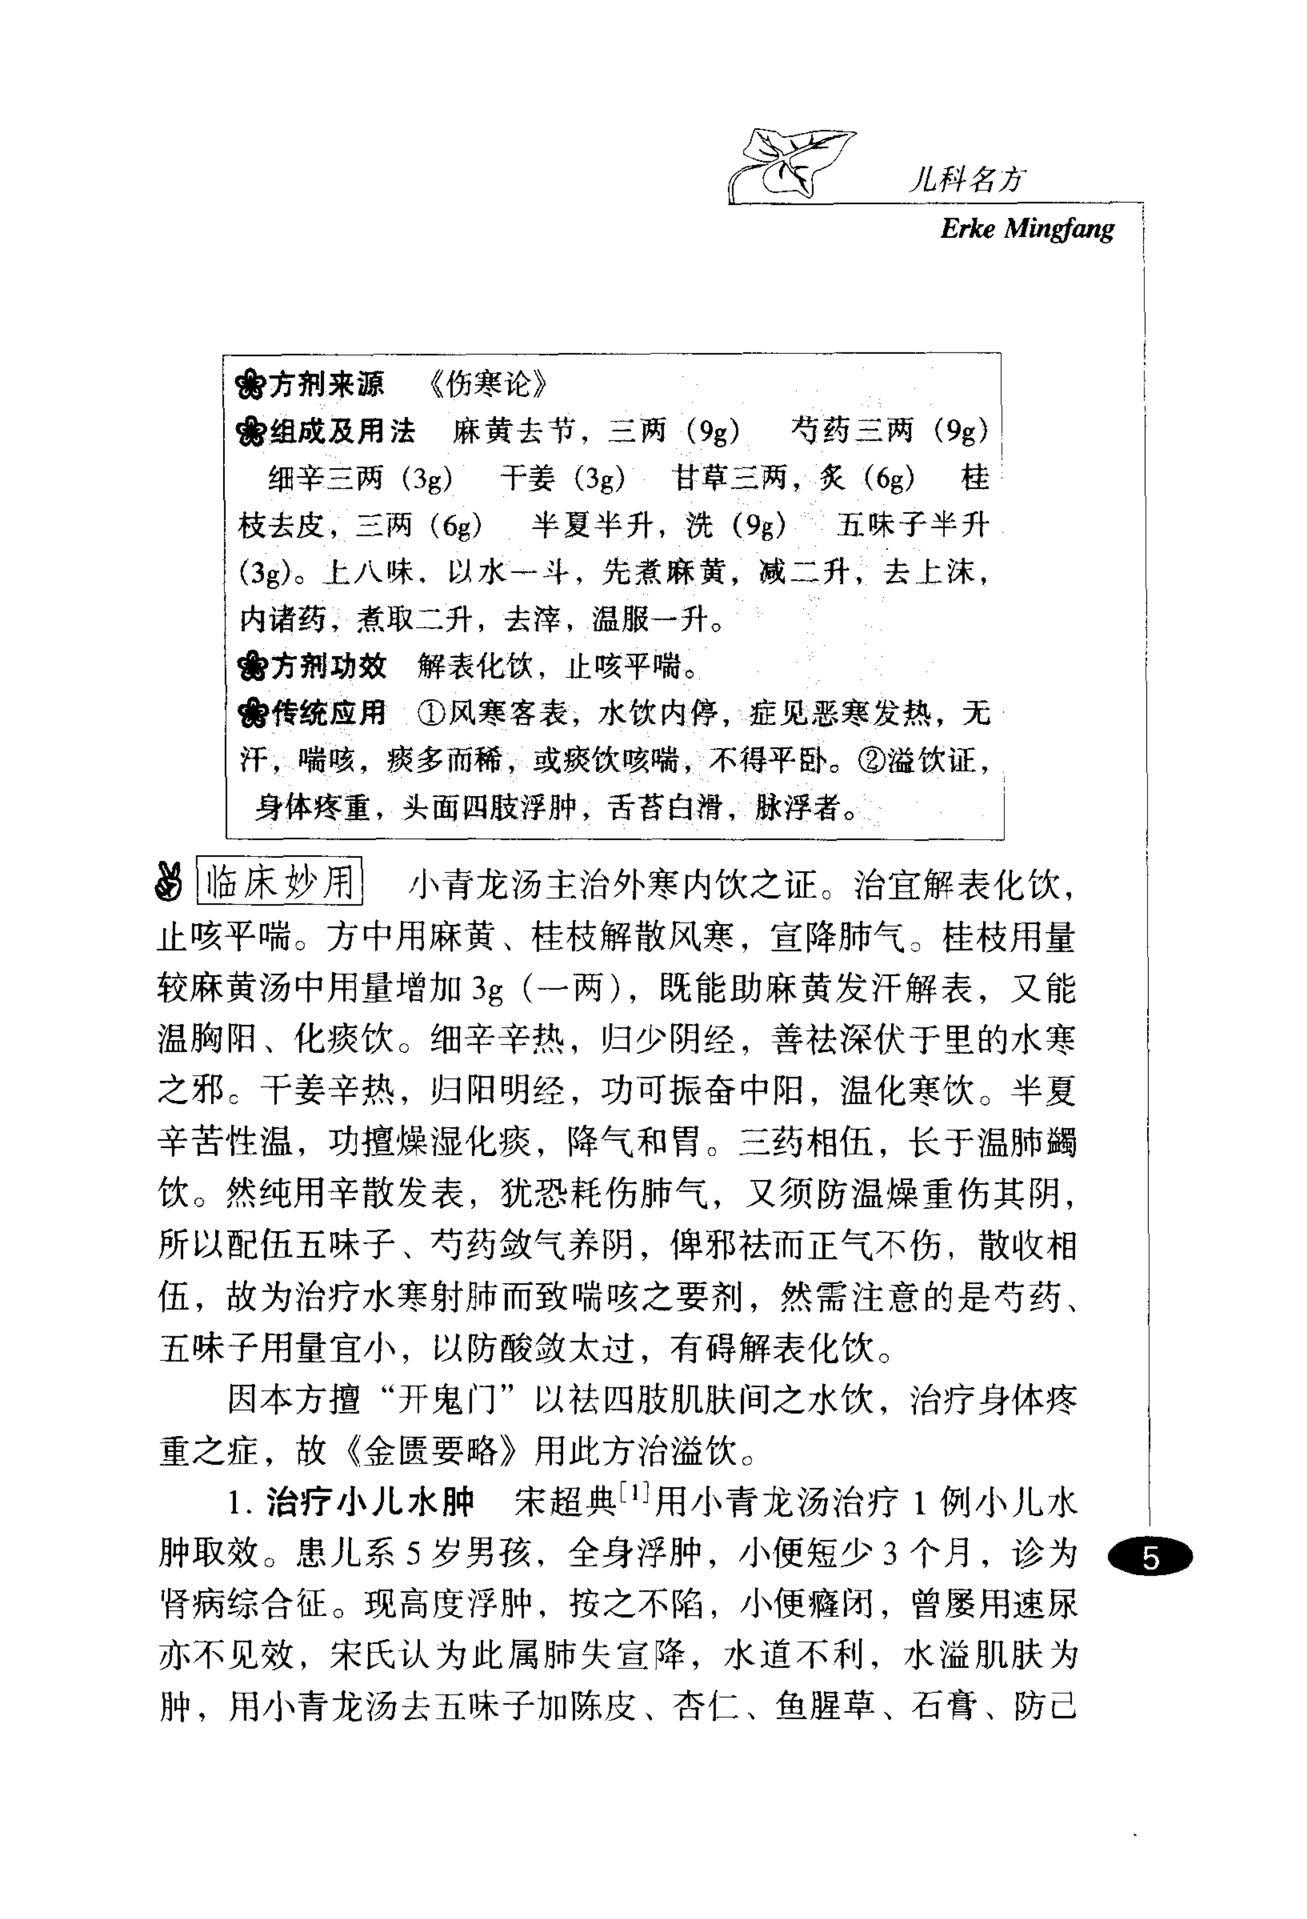 儿科名方
Erke Mingfang
方剂来源 《伤寒论》
组成及用法 麻黄去节，三两（9g） 芍药三两（9g）
细辛三两（3g） 干姜（3g） 甘草三两，炙（6g） 桂
枝去皮，三两（6g） 半夏半升，洗（9g） 五味子半升
（3g）。上八味，以水一斗，先煮麻黄，减二升，去上沫，
内诸药，煮取二升，去滓，温服一升。
方剂功效 解表化饮，止咳平喘。
传统应用 ①风寒客表，水饮内停，症见恶寒发热，无
汗，喘咳，痰多而稀，或痰饮咳喘，不得平卧。②溢饮证，
身体疼重，头面四肢浮肿，舌苔白滑，脉浮者。
临床妙用 小青龙汤主治外寒内饮之证。治宜解表化饮，
止咳平喘。方中用麻黄、桂枝解散风寒，宣降肺气。桂枝用量
较麻黄汤中用量增加3g（一两），既能助麻黄发汗解表，又能
温胸阳、化痰饮。细辛辛热，归少阴经，善祛深伏于里的水寒
之邪。干姜辛热，归阳明经，功可振奋中阳，温化寒饮。半夏
辛苦性温，功擅燥湿化痰，降气和胃。三药相伍，长于温肺蠲
饮。然纯用辛散发表，犹恐耗伤肺气，又须防温燥重伤其阴，
所以配伍五味子、芍药敛气养阴，俾邪祛而正气不伤，散收相
伍，故为治疗水寒射肺而致喘咳之要剂，然需注意的是芍药、
五味子用量宜小，以防酸敛太过，有碍解表化饮。
因本方擅“开鬼门”以祛四肢肌肤间之水饮，治疗身体疼
重之症，故《金匮要略》用此方治溢饮。
1. 治疗小儿水肿 宋超典[1]用小青龙汤治疗1例小儿水
肿取效。患儿系5岁男孩，全身浮肿，小便短少3个月，诊为
肾病综合征。现高度浮肿，按之不陷，小便癃闭，曾屡用速尿
亦不见效，宋氏认为此属肺失宣降，水道不利，水溢肌肤为
肿，用小青龙汤去五味子加陈皮、杏仁、鱼腥草、石膏、防己
5